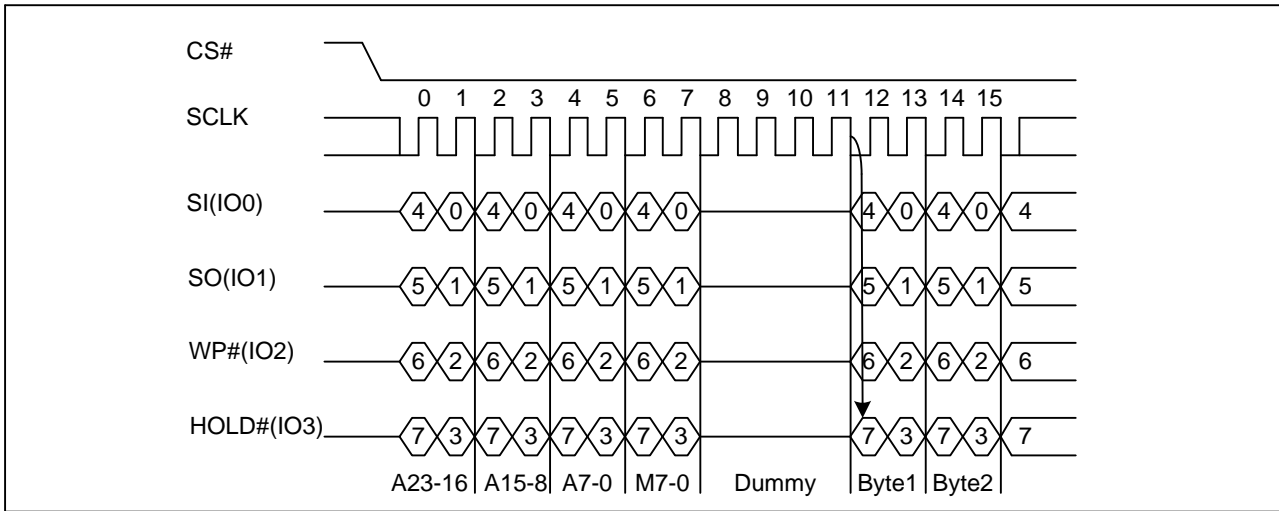 CS#
0 1 2 3 4 5 6 7 8 9 10 11 12 13 14 15
SCLK
SI(IO0) 4 0 4 0 4 0 4 0 4 0 4 0 4
SO(IO1) 5 1 5 1 5 1 5 1 5 1 5 1 5
WP#(IO2) 6 2 6 2 6 2 6 2 6 2 6 2 6
HOLD#(IO3) 7 3 7 3 7 3 7 3 7 3 7 3 7
A23-16 A15-8 A7-0 M7-0 Dummy Byte1 Byte2